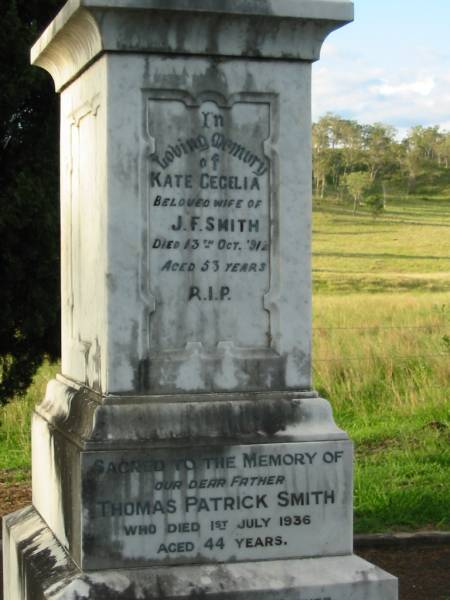 In
Loving Memory
of
KATE CECELIA
BELOVED WIFE OF
J.F. SMITH
DIED 13TH OCT. 1912
AGED 53 YEARS
R.I.P.
SACRED TO THE MEMORY OF
OUR DEAR FATHER
THOMAS PATRICK SMITH
WHO DIED 1ST JULY 1936
AGED 44 YEARS.